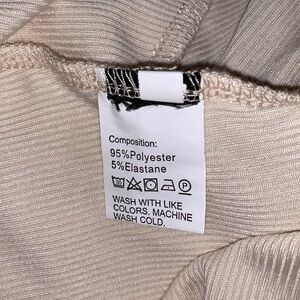 Composition:
95%Polyester
5%Elastane
WASH WITH LIKE
COLORS. MACHINE
WASH COLD.